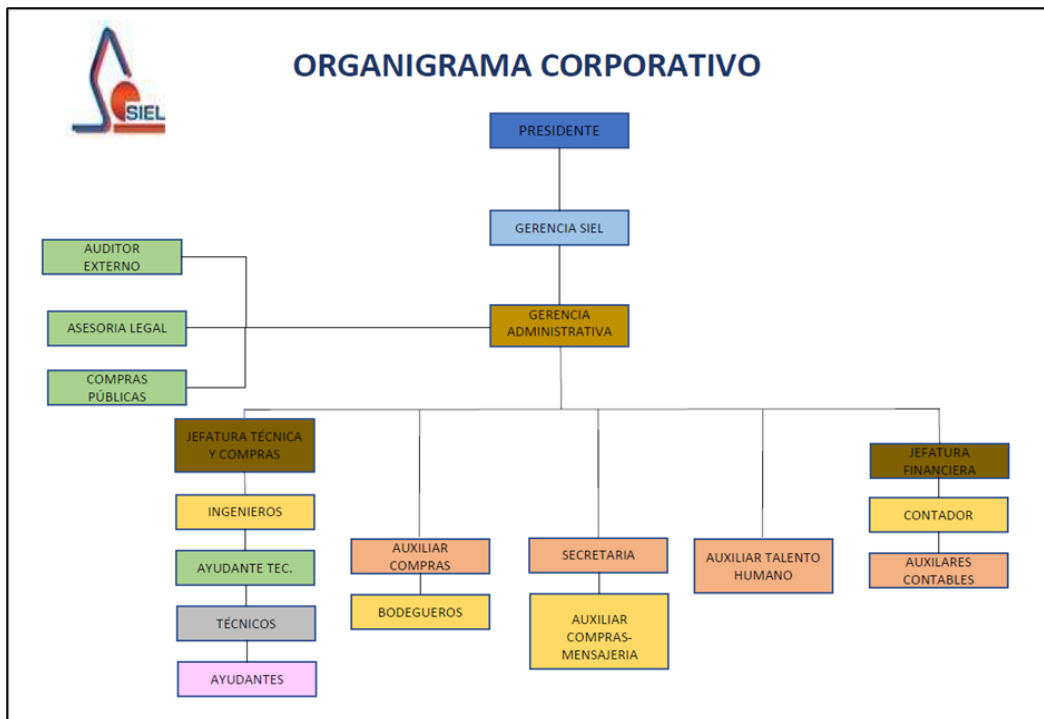 SIEL
ORGANIGRAMA CORPORATIVO
PRESIDENTE
GERENCIA SIEL
AUDITOR
EXTERNO
GERENCIA
ADMINISTRATIVA
ASESORIA LEGAL
COMPRAS
PÚBLICAS
JEFATURA TÉCNICA
Y COMPRAS
JEFATURA
FINANCIERA
INGENIEROS
CONTADOR
AYUDANTE TEC.
AUXILIAR
COMPRAS
SECRETARIA
AUXILIAR TALENTO
HUMANO
AUXILARES
CONTABLES
BODEGUEROS
TÉCNICOS
AUXILIAR
COMPRAS-
MENSAJERIA
AYUDANTES